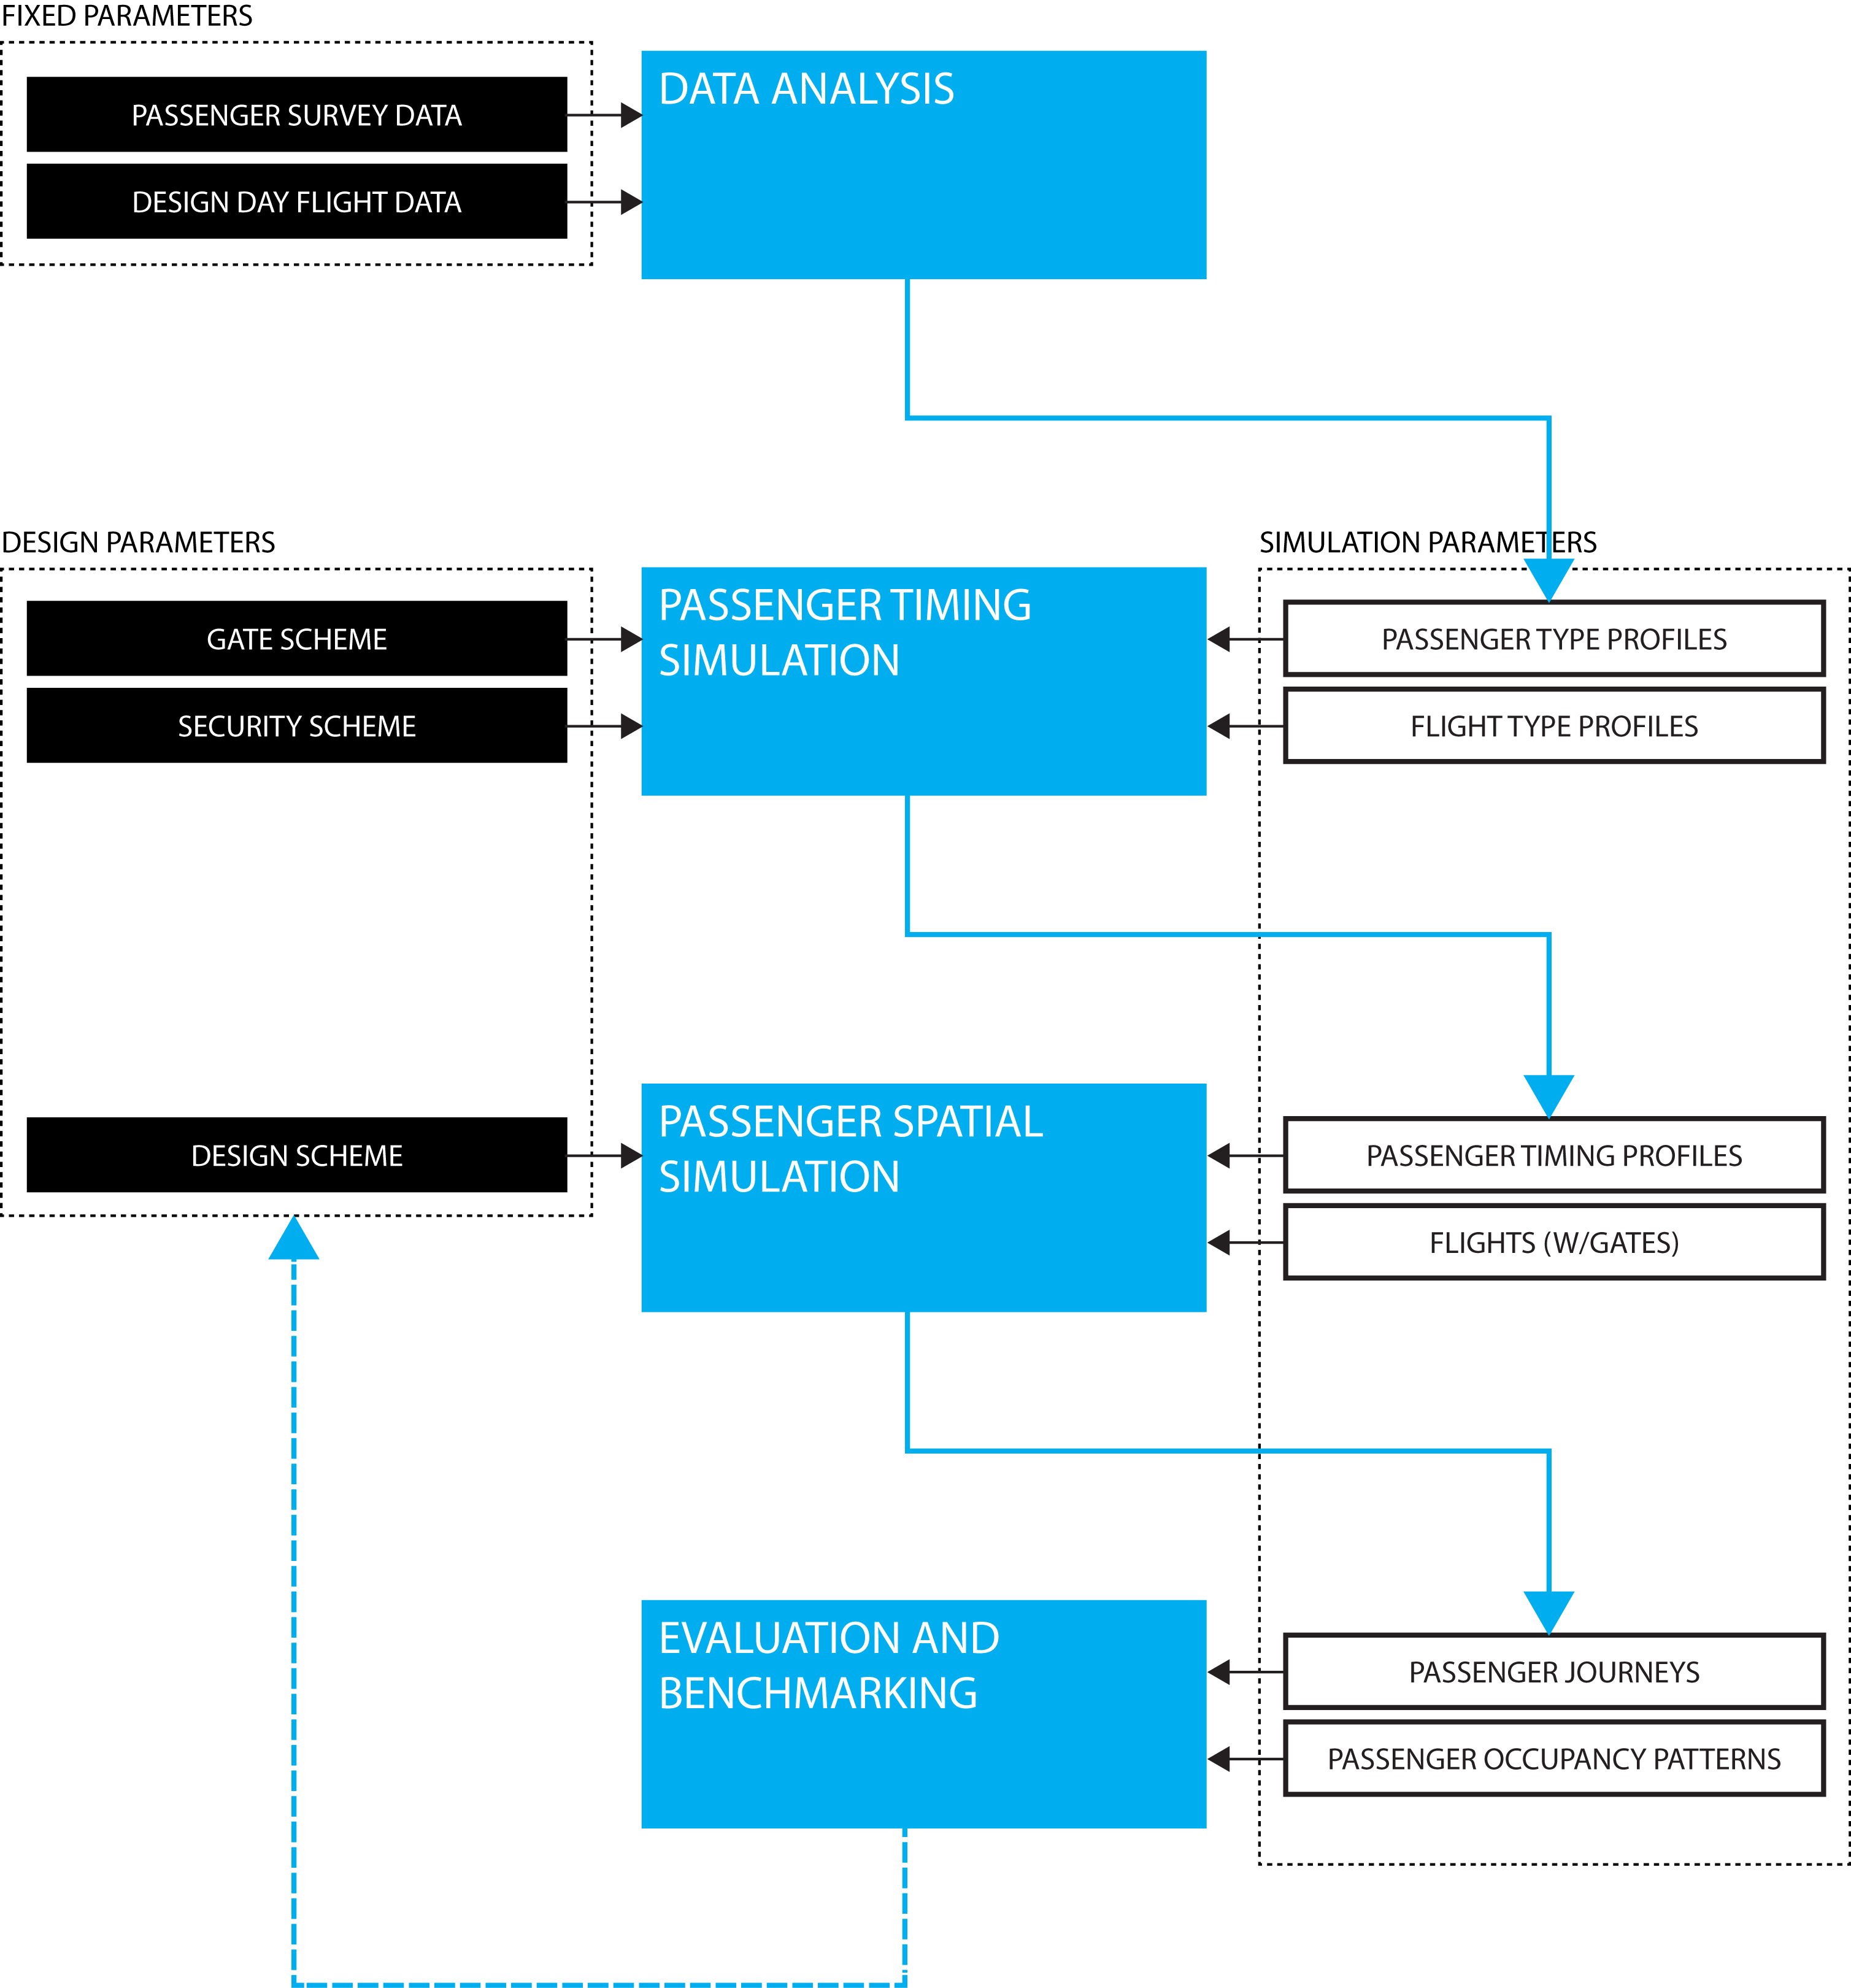 FIXED PARAMETERS
PASSENGER SURVEY DATA
DESIGN DAY FLIGHT DATA
DATA ANALYSIS
DESIGN PARAMETERS
SIMULATION PARAMETERS
GATE SCHEME
SECURITY SCHEME
PASSENGER TIMING
SIMULATION
PASSENGER TYPE PROFILES
FLIGHT TYPE PROFILES
DESIGN SCHEME
PASSENGER SPATIAL
SIMULATION
PASSENGER TIMING PROFILES
FLIGHTS (W/GATES)
EVALUATION AND
BENCHMARKING
PASSENGER JOURNEYS
PASSENGER OCCUPANCY PATTERNS